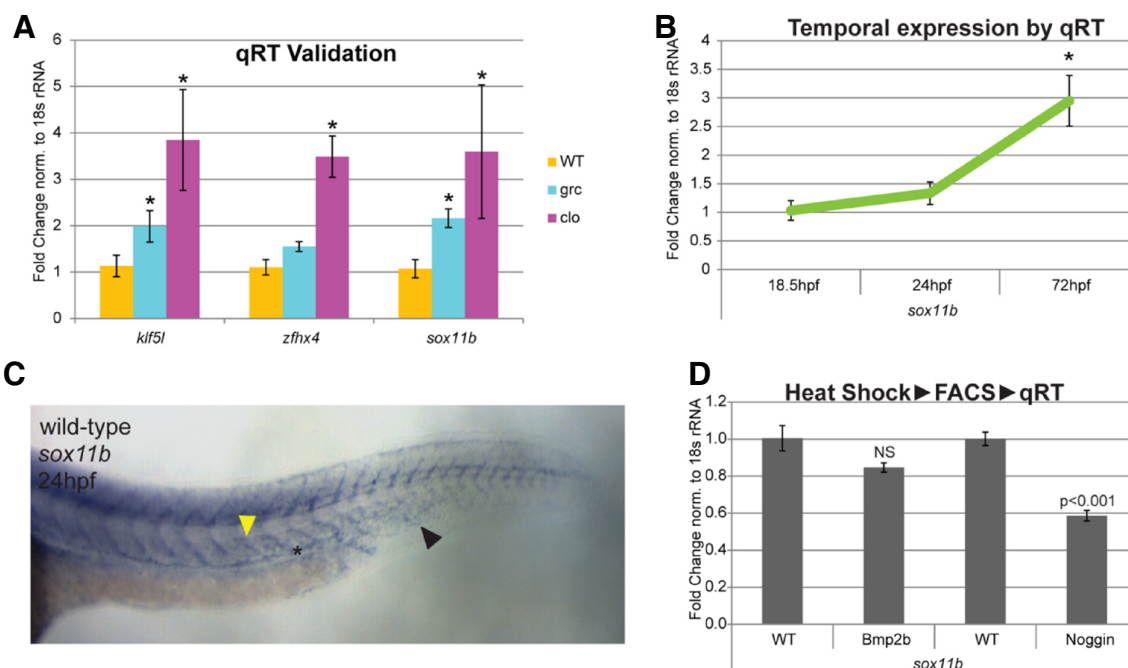 A
qRT Validation
Fold Change norm. to 18s rRNA
6
5
4
3
2
1
0
*
*
*
*
*
klf5l
zfhx4
sox11b
WT
grc
clo
B
Temporal expression by qRT
Fold Change norm. to 18s rRNA
4
3.5
3
2.5
2
1.5
1
0.5
0
*
18.5hpf
24hpf
72hpf
sox11b
C
wild-type
sox11b
24hpf
*
D
Heat Shock►FACS►qRT
Fold Change norm. to 18s rRNA
1.2
1.0
0.8
0.6
0.4
0.2
0.0
NS
p<0.001
WT
Bmp2b
WT
Noggin
sox11b